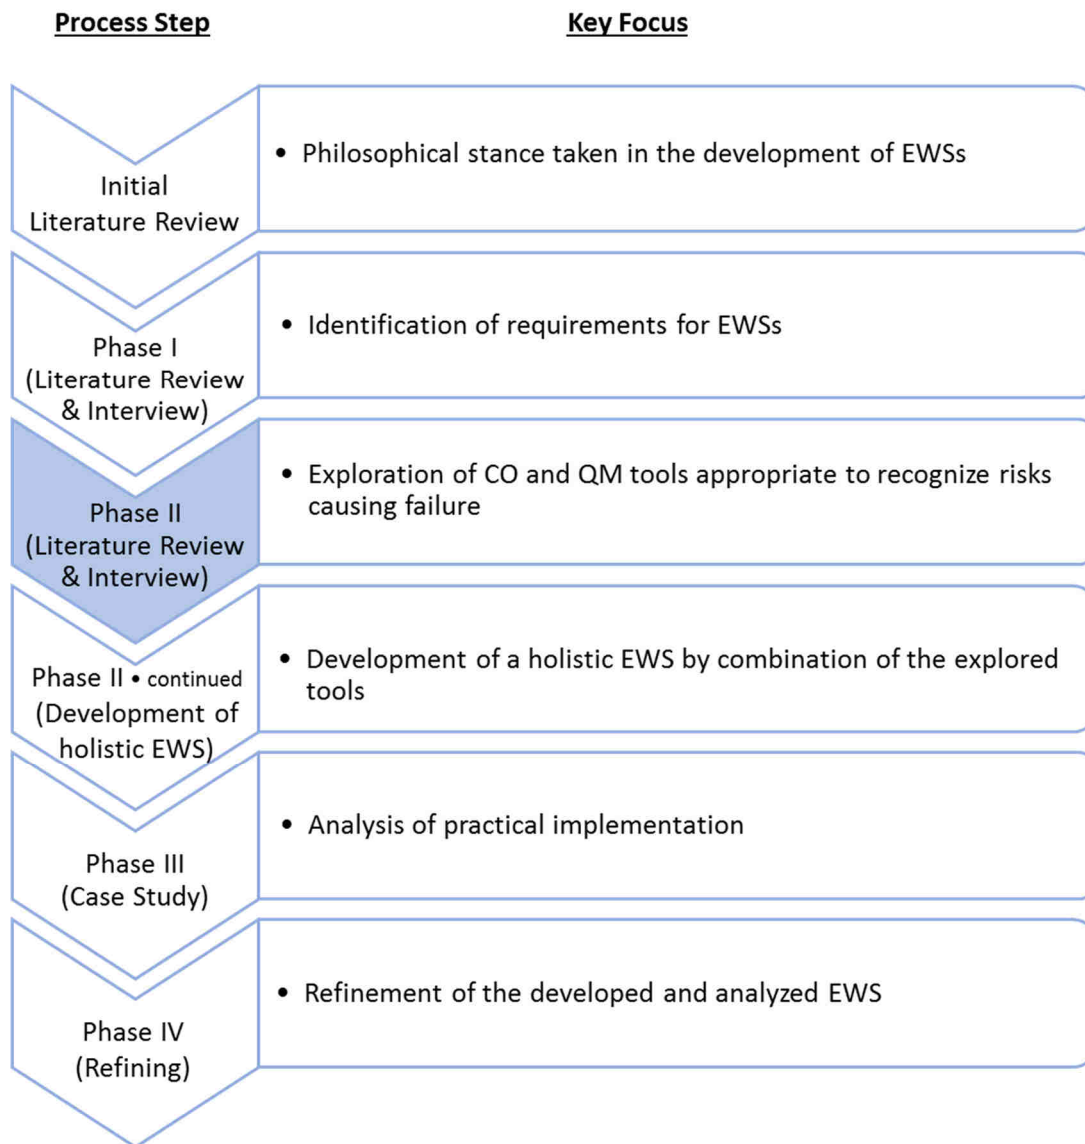 Process Step
Key Focus
Initial
Literature Review
• Philosophical stance taken in the development of EWSs
Phase I
(Literature Review
& Interview)
• Identification of requirements for EWSs
Phase II
(Literature Review
& Interview)
• Exploration of CO and QM tools appropriate to recognize risks
causing failure
Phase II • continued
(Development of
holistic EWS)
• Development of a holistic EWS by combination of the explored
tools
Phase III
(Case Study)
• Analysis of practical implementation
Phase IV
(Refining)
• Refinement of the developed and analyzed EWS